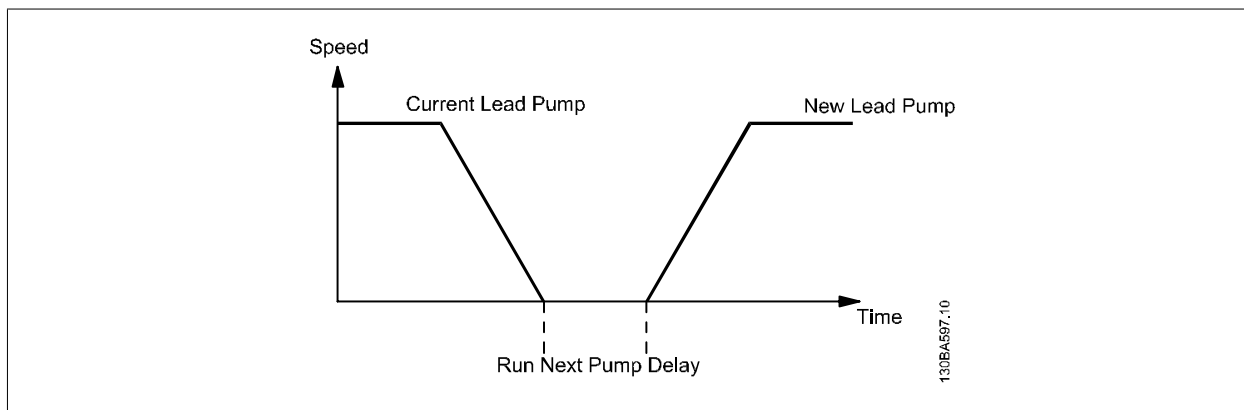 Speed
Current Lead Pump
New Lead Pump
Time
Run Next Pump Delay
130BA597.10